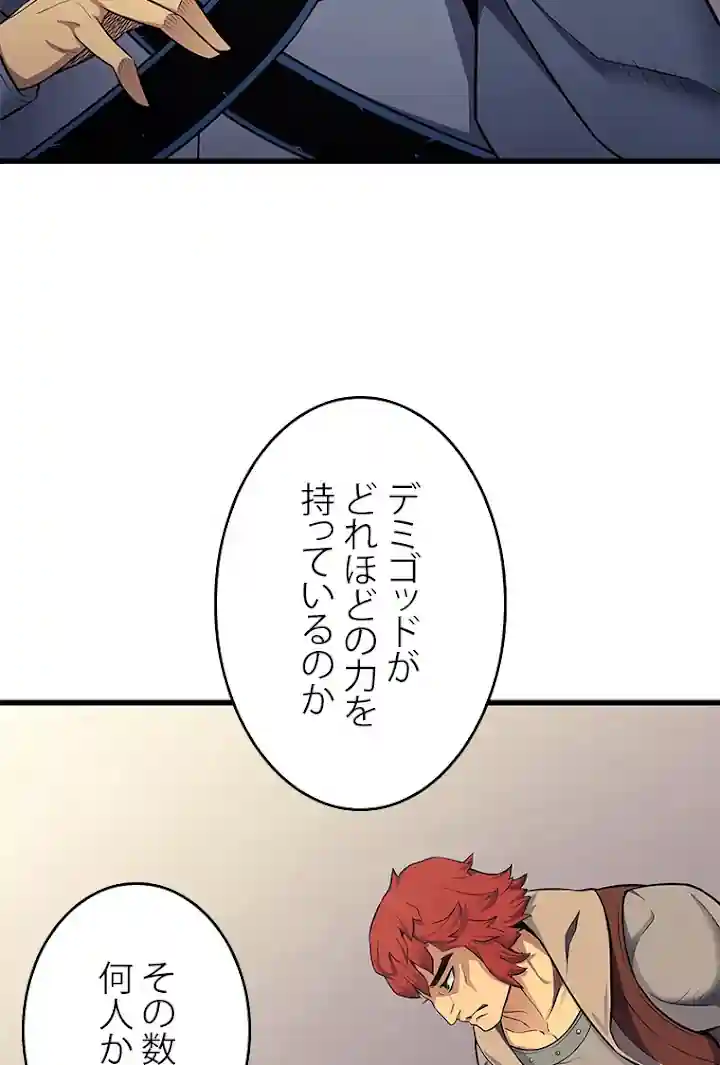 デミゴッドが
どれほどの力を
持っているのか
その数
何人か